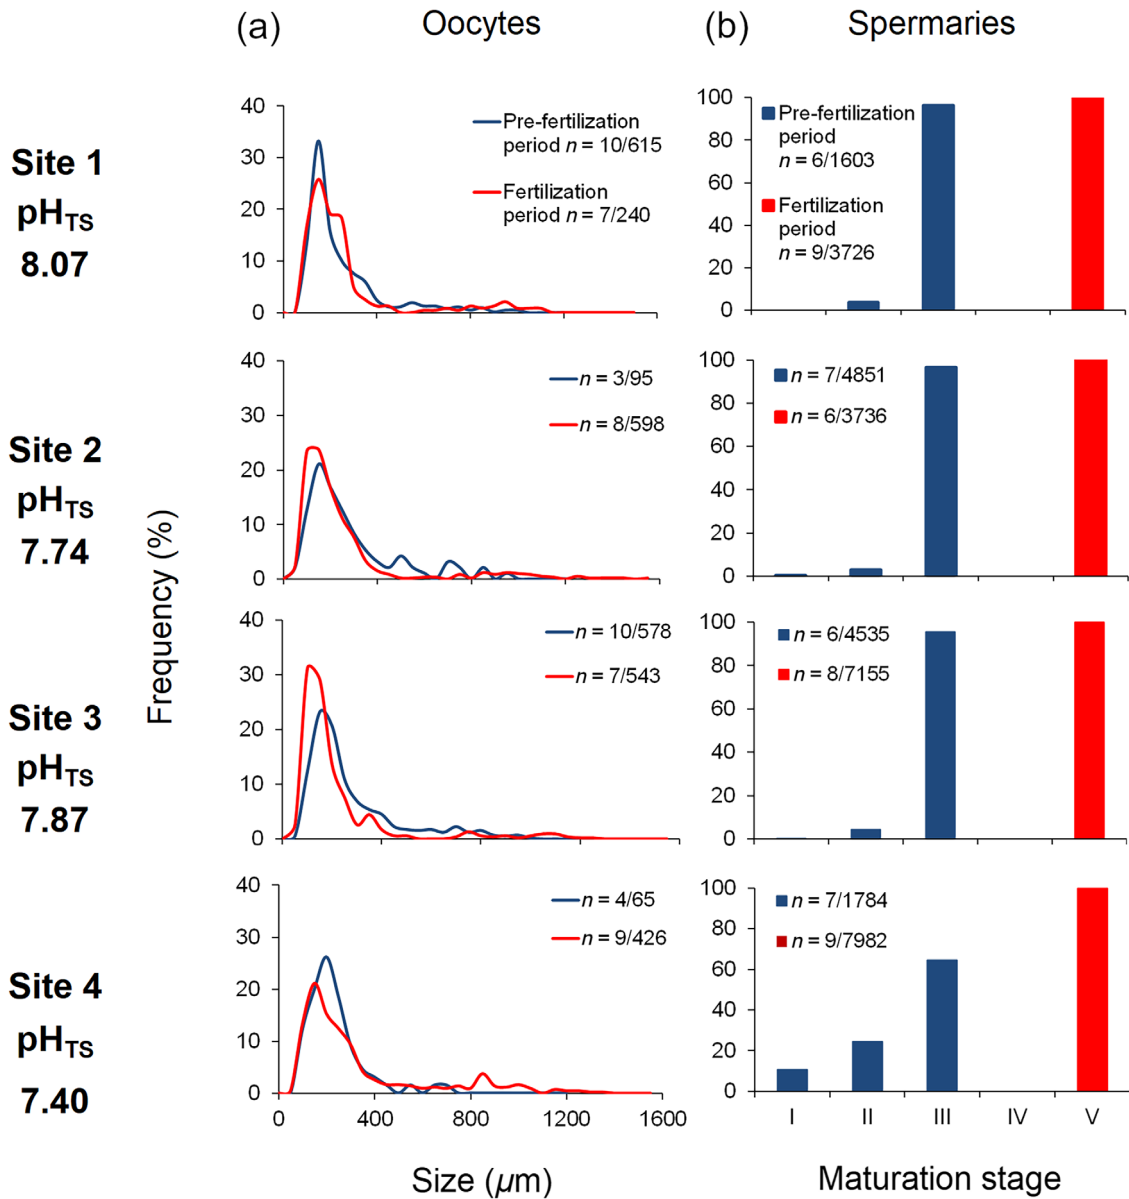 (a) Oocytes
(b) Spermaries
Site 1
pHTS
8.07
40
30
20
10
0
Pre-fertilization
period n = 10/615
Fertilization
period n = 7/240
100
80
60
40
20
0
Pre-fertilization
period
n = 6/1603
Fertilization
period
n = 9/3726
Site 2
pHTS
7.74
40
30
20
10
0
n = 3/95
n = 8/598
100
80
60
40
20
0
n = 7/4851
n = 6/3736
Frequency (%)
Site 3
pHTS
7.87
40
30
20
10
0
n = 10/578
n = 7/543
100
80
60
40
20
0
n = 6/4535
n = 8/7155
Site 4
pHTS
7.40
40
30
20
10
0
n = 4/65
n = 9/426
0 400 800 1200 1600
Size (µm)
100
80
60
40
20
0
n = 7/1784
n = 9/7982
I II III IV V
Maturation stage